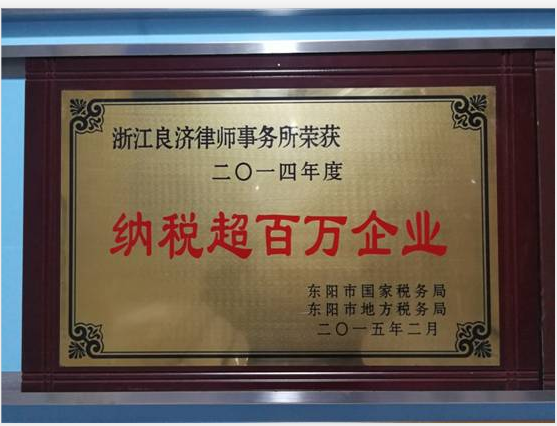 浙江良济律师事务所荣获
二〇一四年度
纳税超百万企业
东阳市国家税务局
东阳市地方税务局
二〇一五年二月